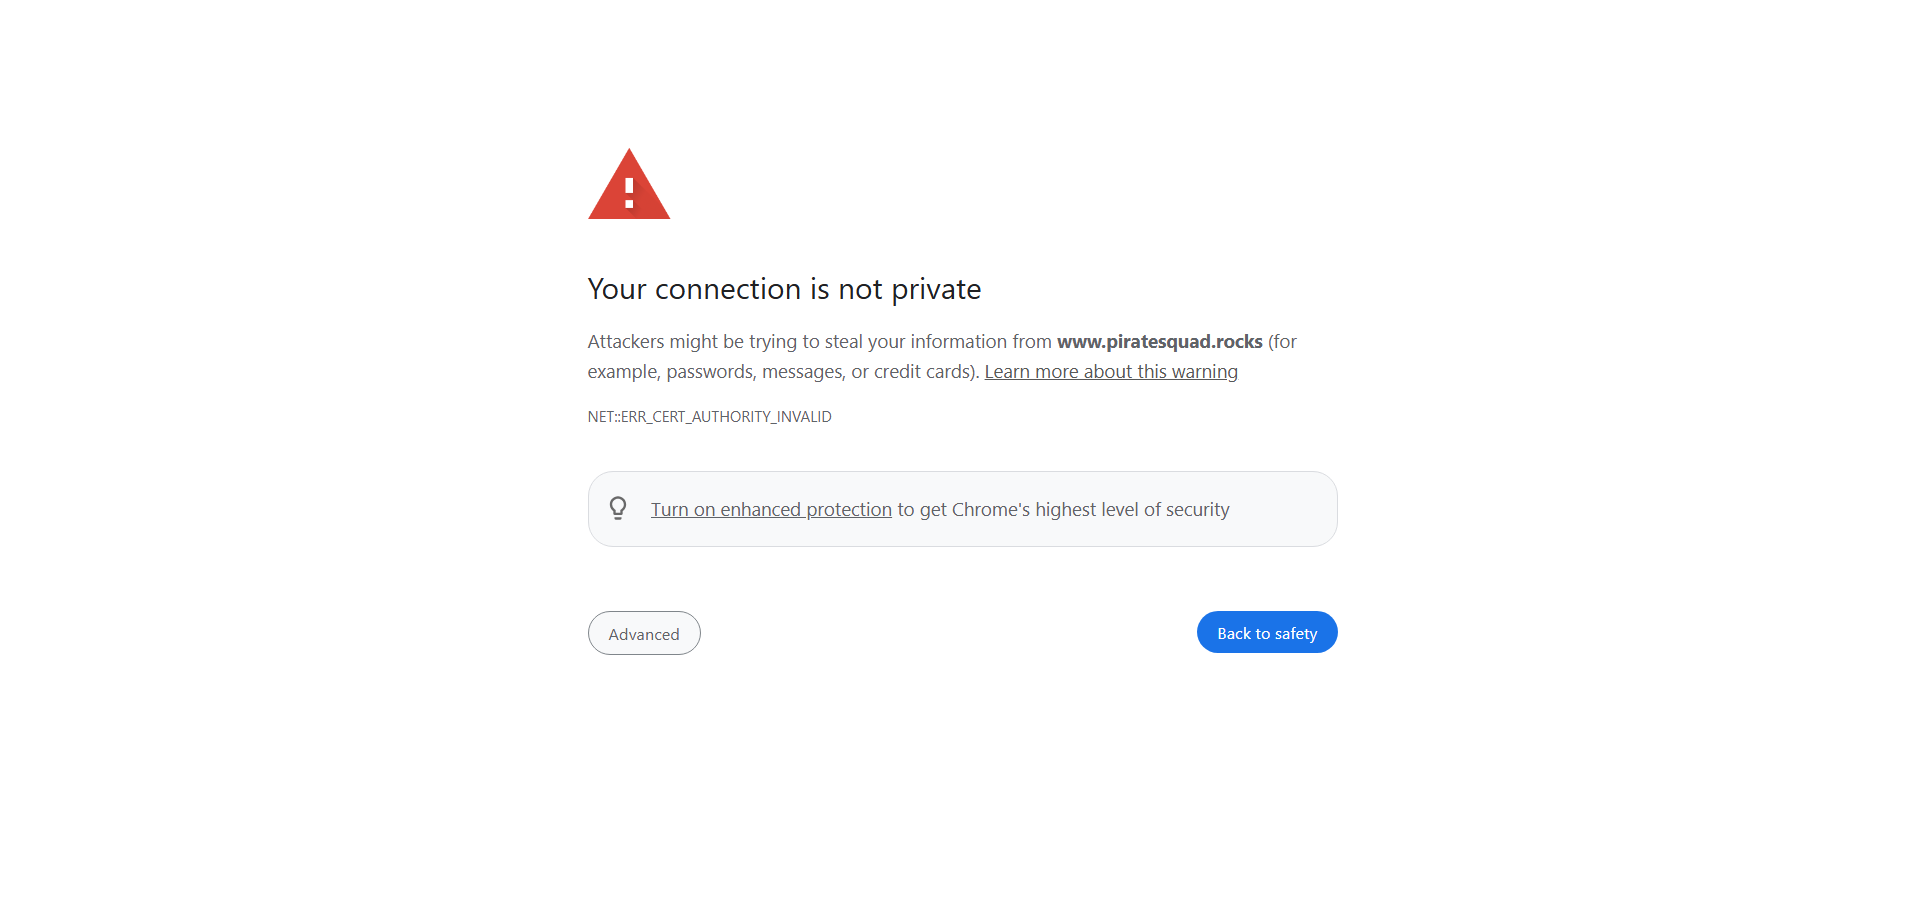 Your connection is not private
Attackers might be trying to steal your information from www.piratesquad.rocks (for
example, passwords, messages, or credit cards). Learn more about this warning
NET::ERR_CERT_AUTHORITY_INVALID
Turn on enhanced protection to get Chrome's highest level of security
Advanced
Back to safety